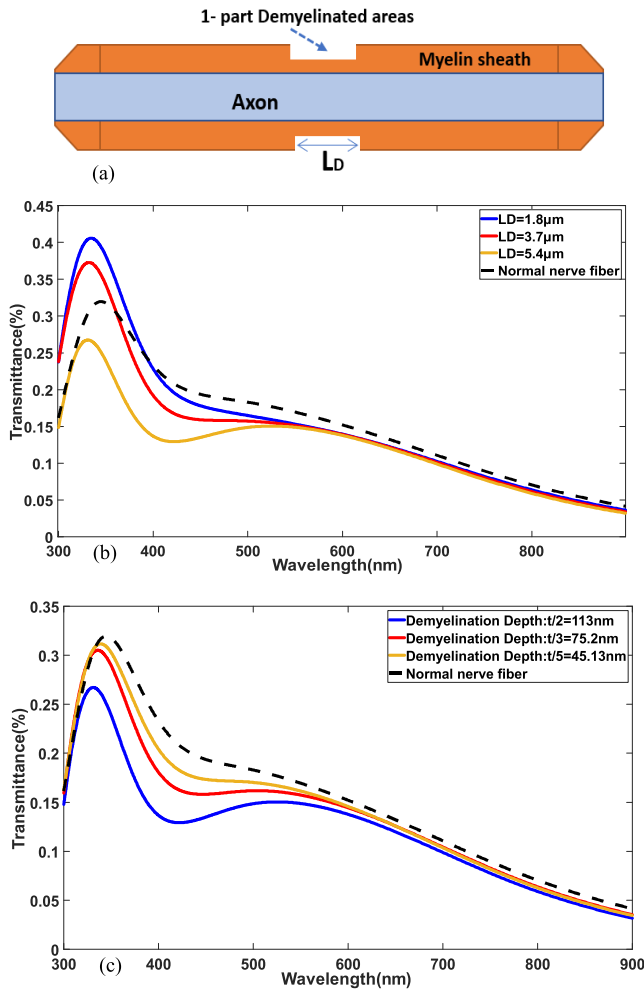 1- part Demyelinated areas
Myelin sheath
Axon
LD
(a)
0.45
0.4
0.35
0.3
0.25
0.2
0.15
0.1
0.05
0
Transmittance(%)
LD=1.8μm
LD=3.7μm
LD=5.4μm
Normal nerve fiber
300 400 500 600 700 800
Wavelength(nm)
(b)
0.35
0.3
0.25
0.2
0.15
0.1
0.05
0
Transmittance(%)
Demyelination Depth:t/2=113nm
Demyelination Depth:t/3=75.2nm
Demyelination Depth:t/5=45.13nm
Normal nerve fiber
300 400 500 600 700 800 900
Wavelength(nm)
(c)